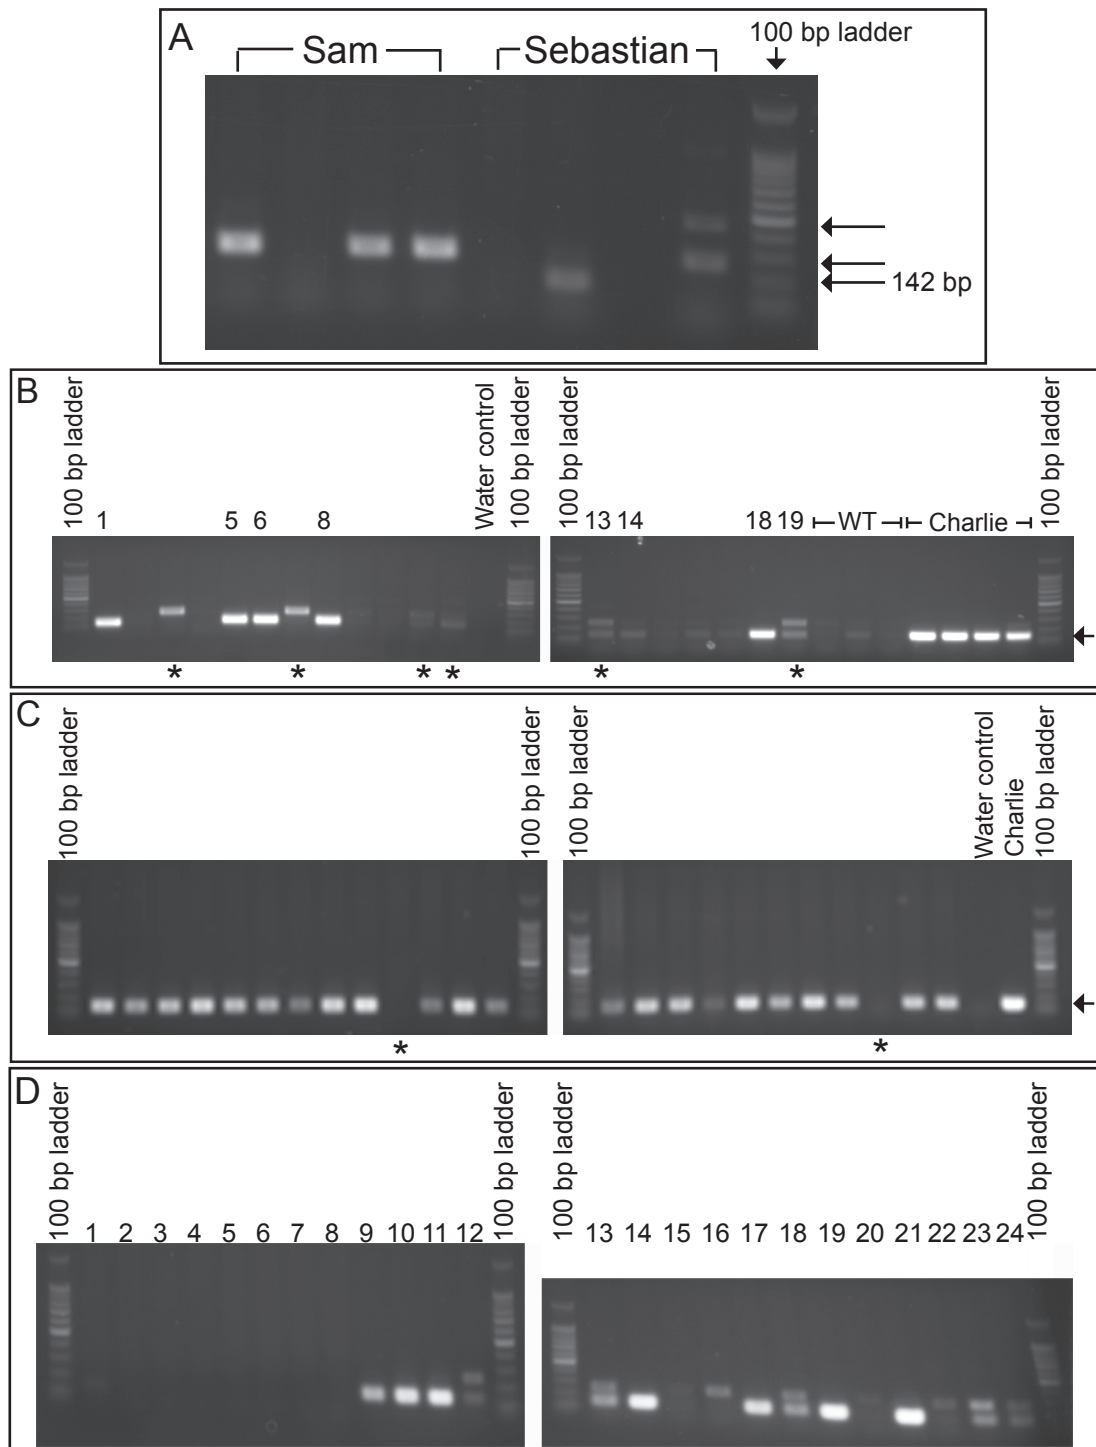 A
Sam
Sebastian
100 bp ladder
142 bp
B
100 bp ladder
1
5
6
8
Water control
100 bp ladder
100 bp ladder
13
14
18
19
WT
Charlie
100 bp ladder
*
*
*
*
*
*
C
100 bp ladder
100 bp ladder
100 bp ladder
Water control
Charlie
100 bp ladder
*
*
D
100 bp ladder
1 2 3 4 5 6 7 8 9 10 11 12
100 bp ladder
100 bp ladder
13 14 15 16 17 18 19 20 21 22 23 24
100 bp ladder